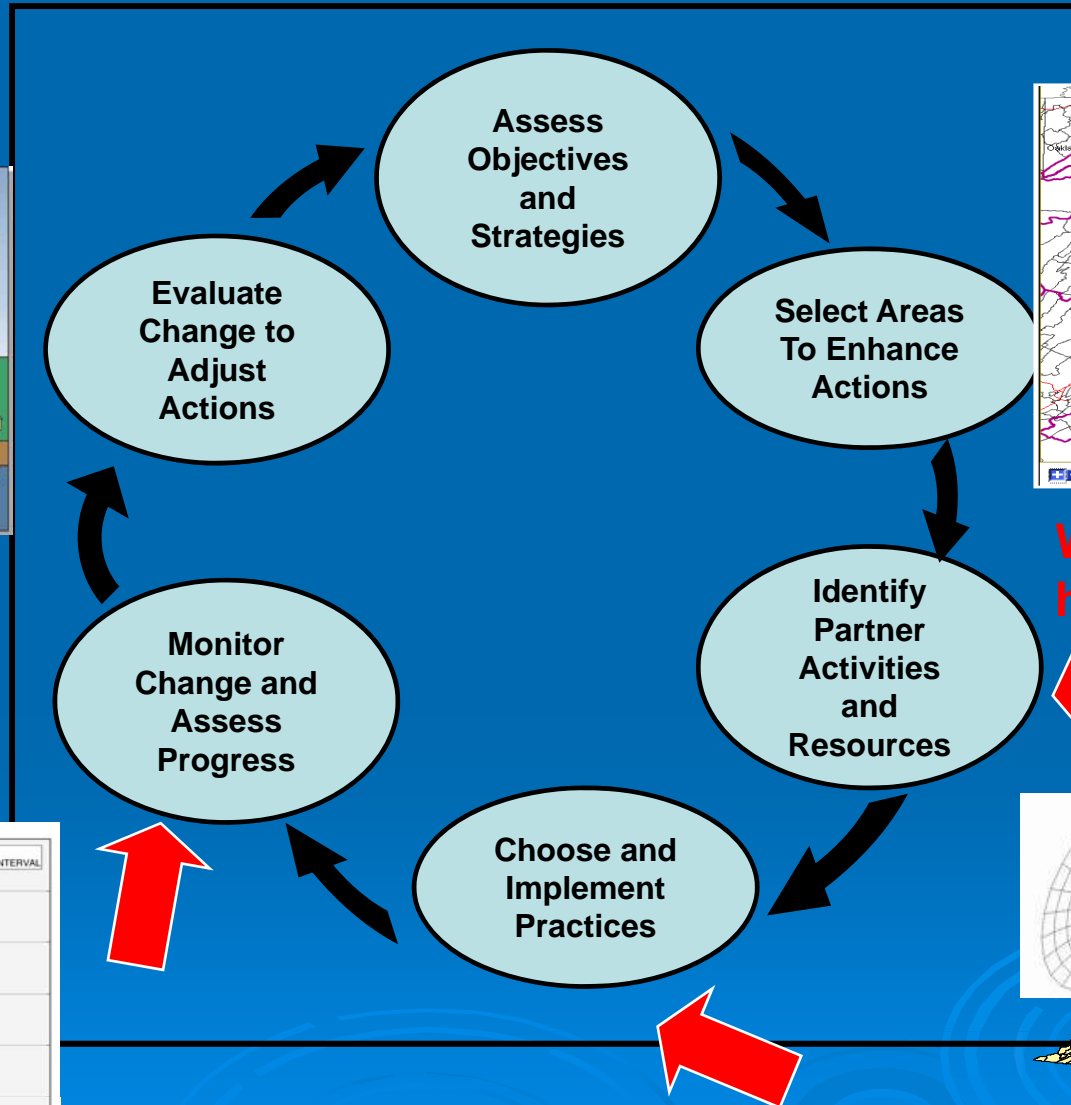 Assess
Objectives
and
Strategies
Select Areas
To Enhance
Actions
Identify
Partner
Activities
and
Resources
Choose and
Implement
Practices
Monitor
Change and
Assess
Progress
Evaluate
Change to
Adjust
Actions